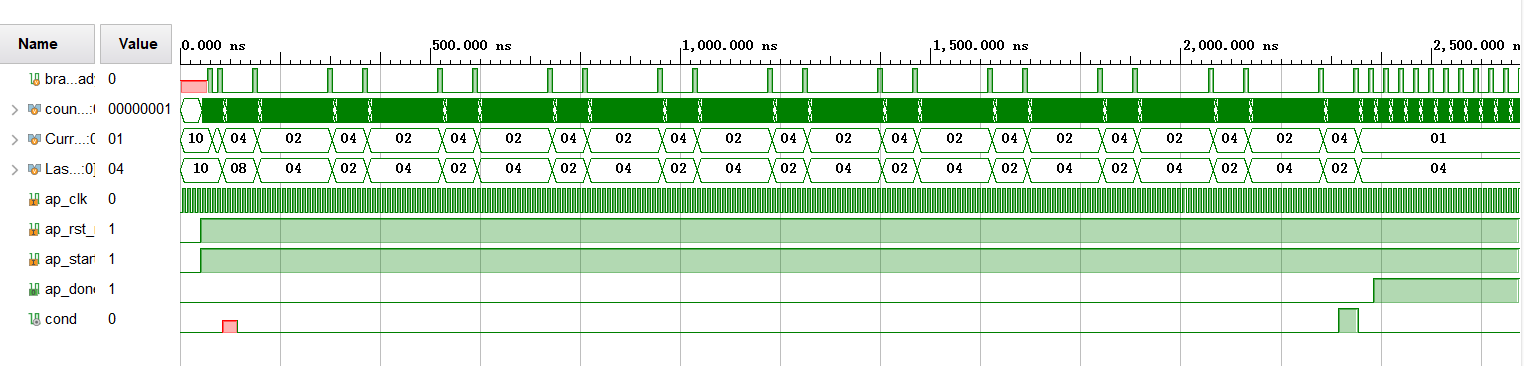 Name Value 0.000 ns 500.000 ns 1,000.000 ns 1,500.000 ns 2,000.000 ns 2,500.000 n
bra...ad 0
coun...:( 00000001
Curr...:0] 01 10 04 02 04 02 04 02 04 02 04 02 04 02 04 02 04 02 04 02 04 02 04 01
Las...:0] 04 10 08 04 02 04 02 04 02 04 02 04 02 04 02 04 02 04 02 04 02 04 02 04
ap_clk 0
ap_rst_ 1
ap_star 1
ap_don 1
cond 0